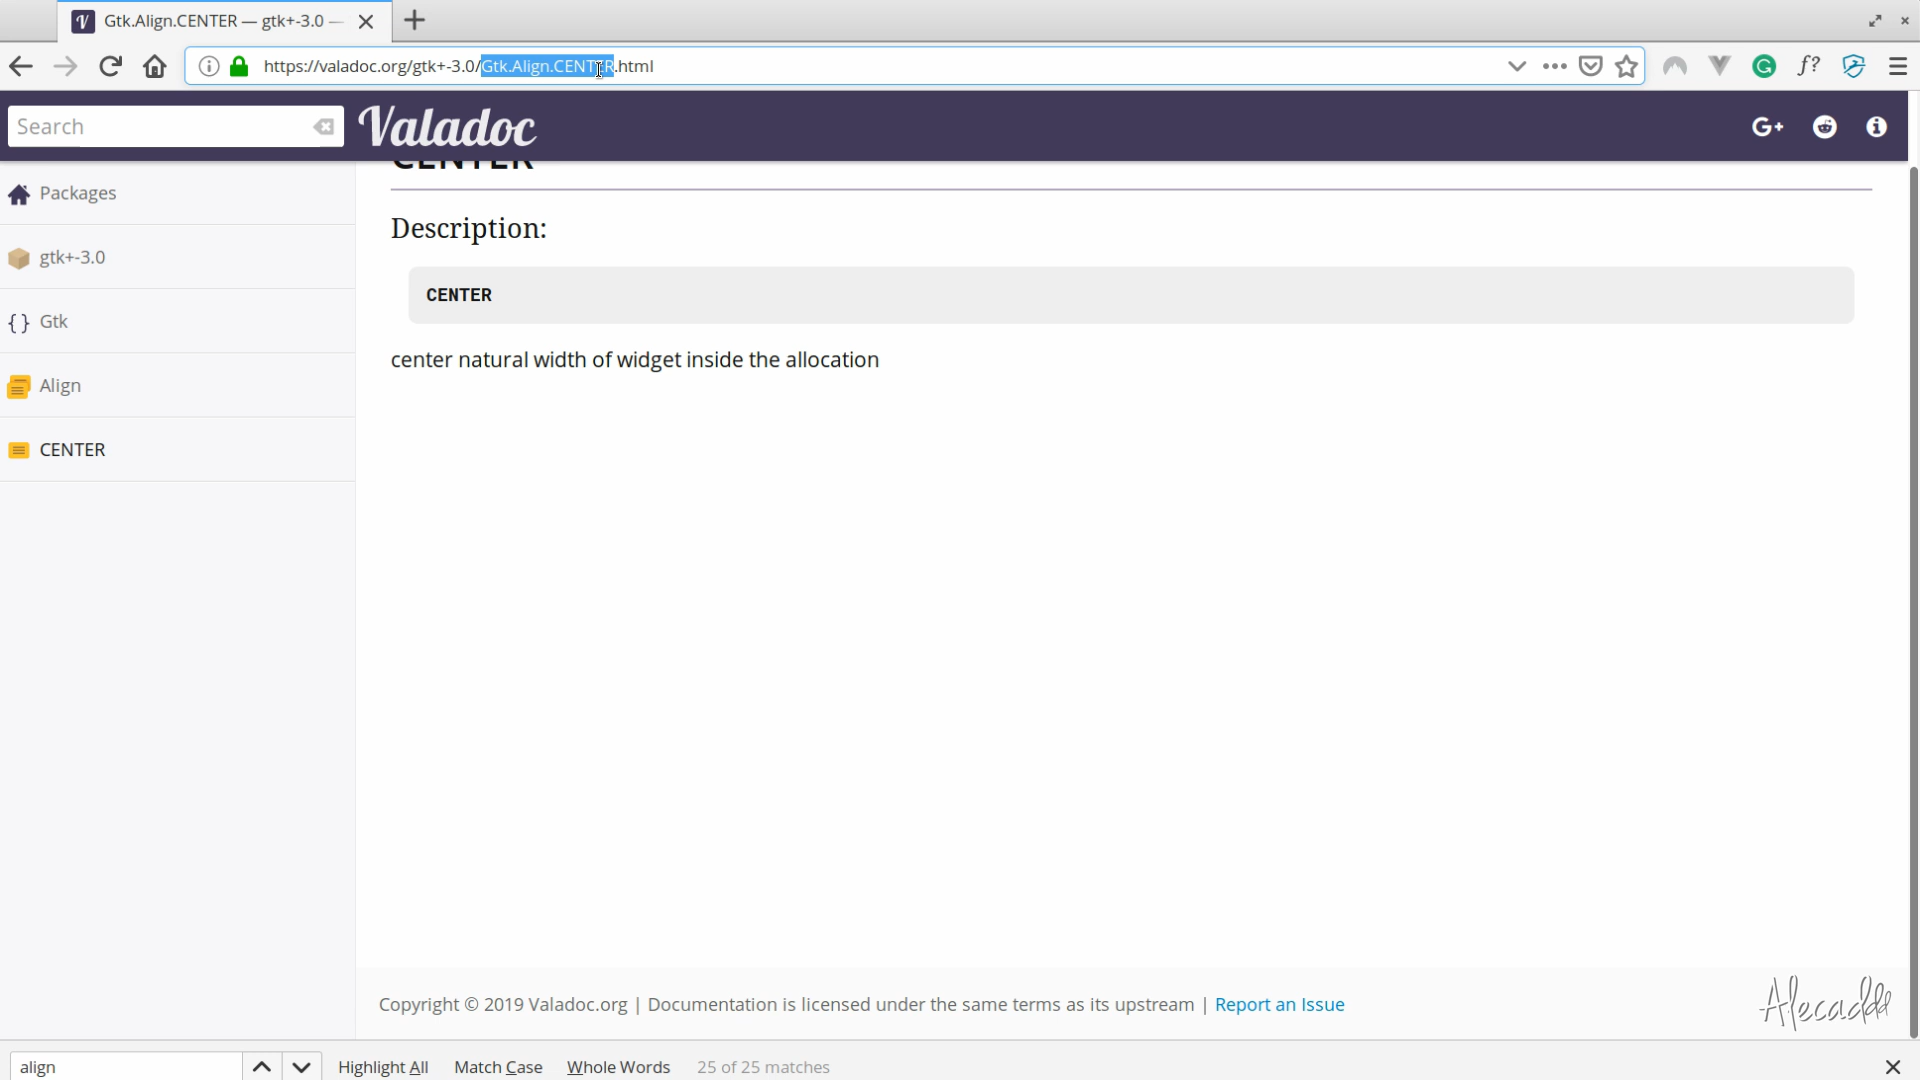 Gtk.Align.CENTER — gtk+-3.0 —
https://valadoc.org/gtk+-3.0/Gtk.Align.CENTER.html
f?
Search
Valadoc
G+
CENTER
Packages
gtk+-3.0
{ } Gtk
Align
CENTER
Description:
CENTER
center natural width of widget inside the allocation
Copyright © 2019 Valadoc.org | Documentation is licensed under the same terms as its upstream | Report an Issue
Alecaddd
align
Highlight All
Match Case
Whole Words
25 of 25 matches